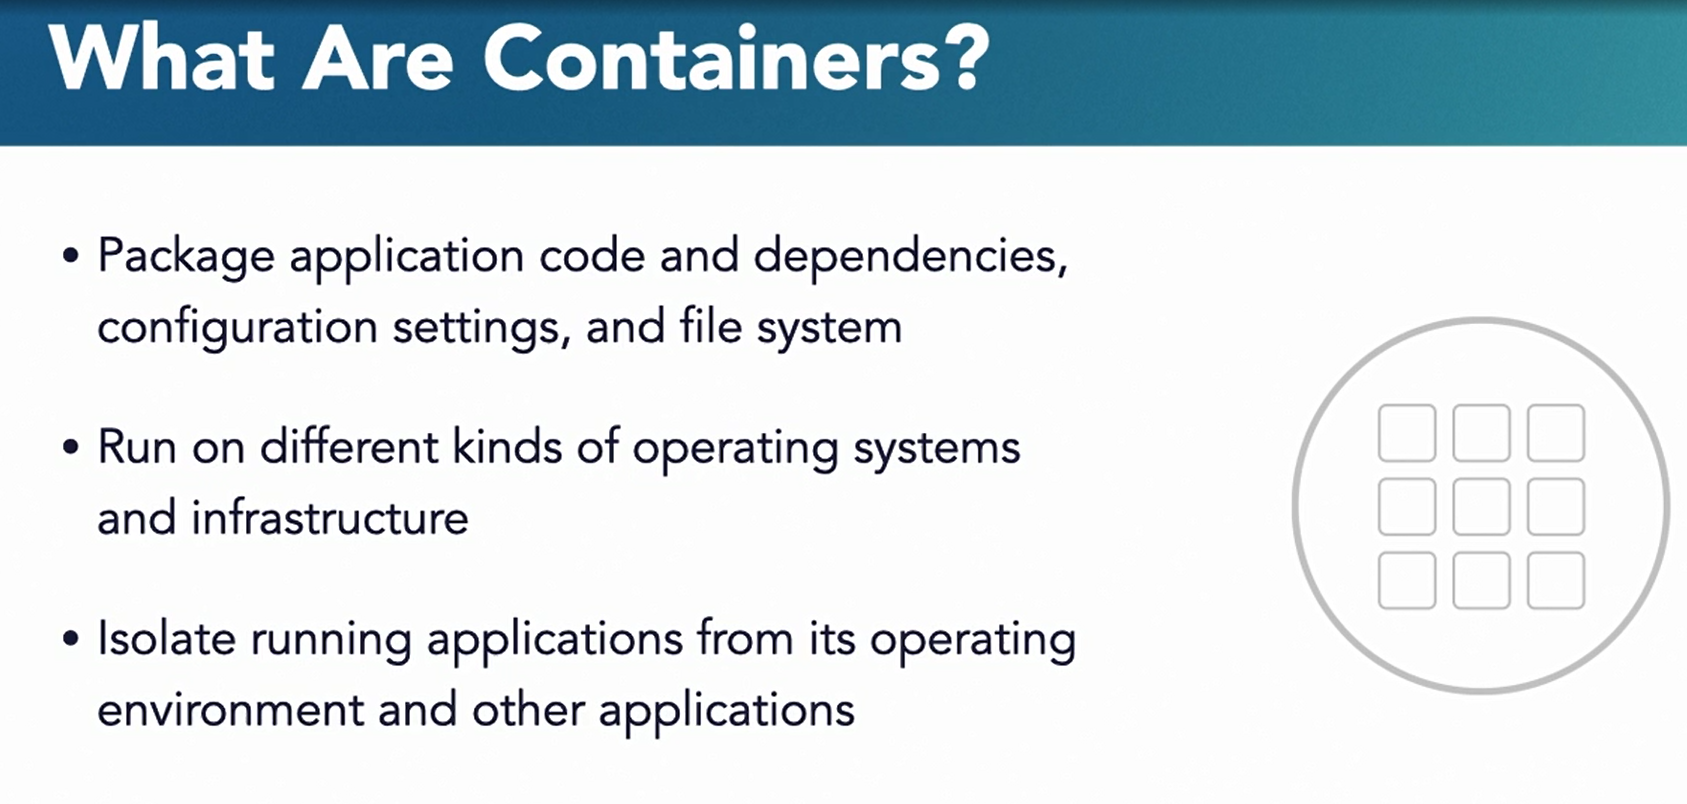 What Are Containers?
• Package application code and dependencies,
configuration settings, and file system
• Run on different kinds of operating systems
and infrastructure
• Isolate running applications from its operating
environment and other applications